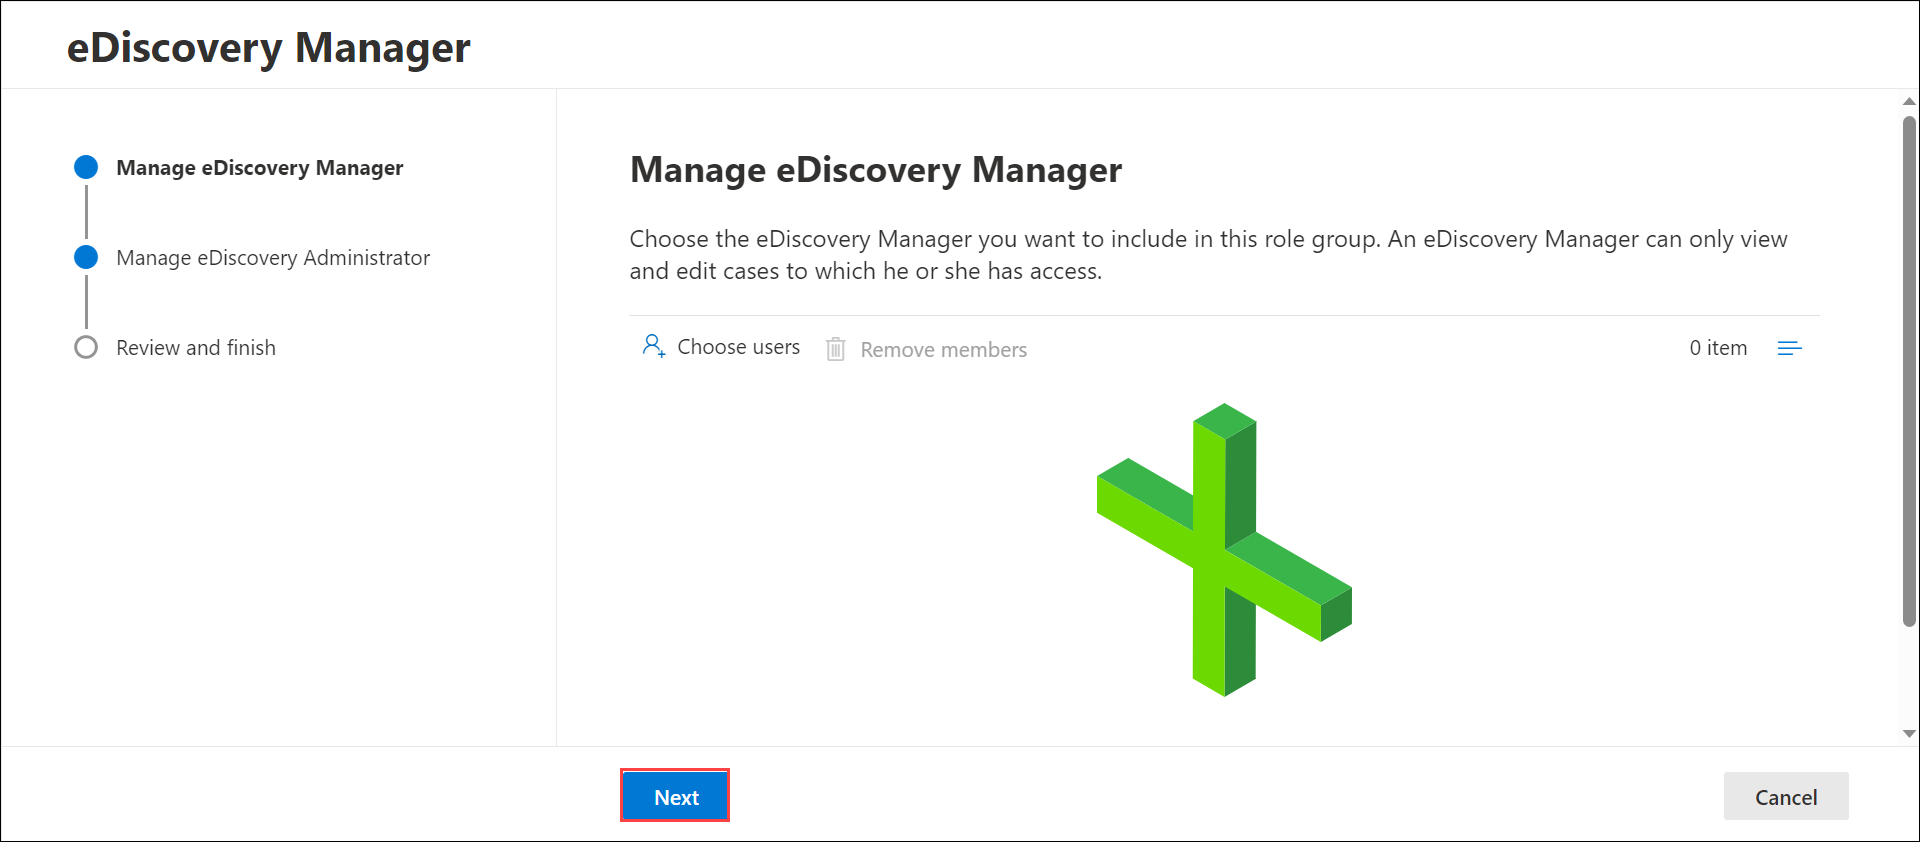 eDiscovery Manager
Manage eDiscovery Manager
Manage eDiscovery Administrator
Review and finish
Manage eDiscovery Manager
Choose the eDiscovery Manager you want to include in this role group. An eDiscovery Manager can only view
and edit cases to which he or she has access.
Choose users
Remove members
0 item
Next
Cancel